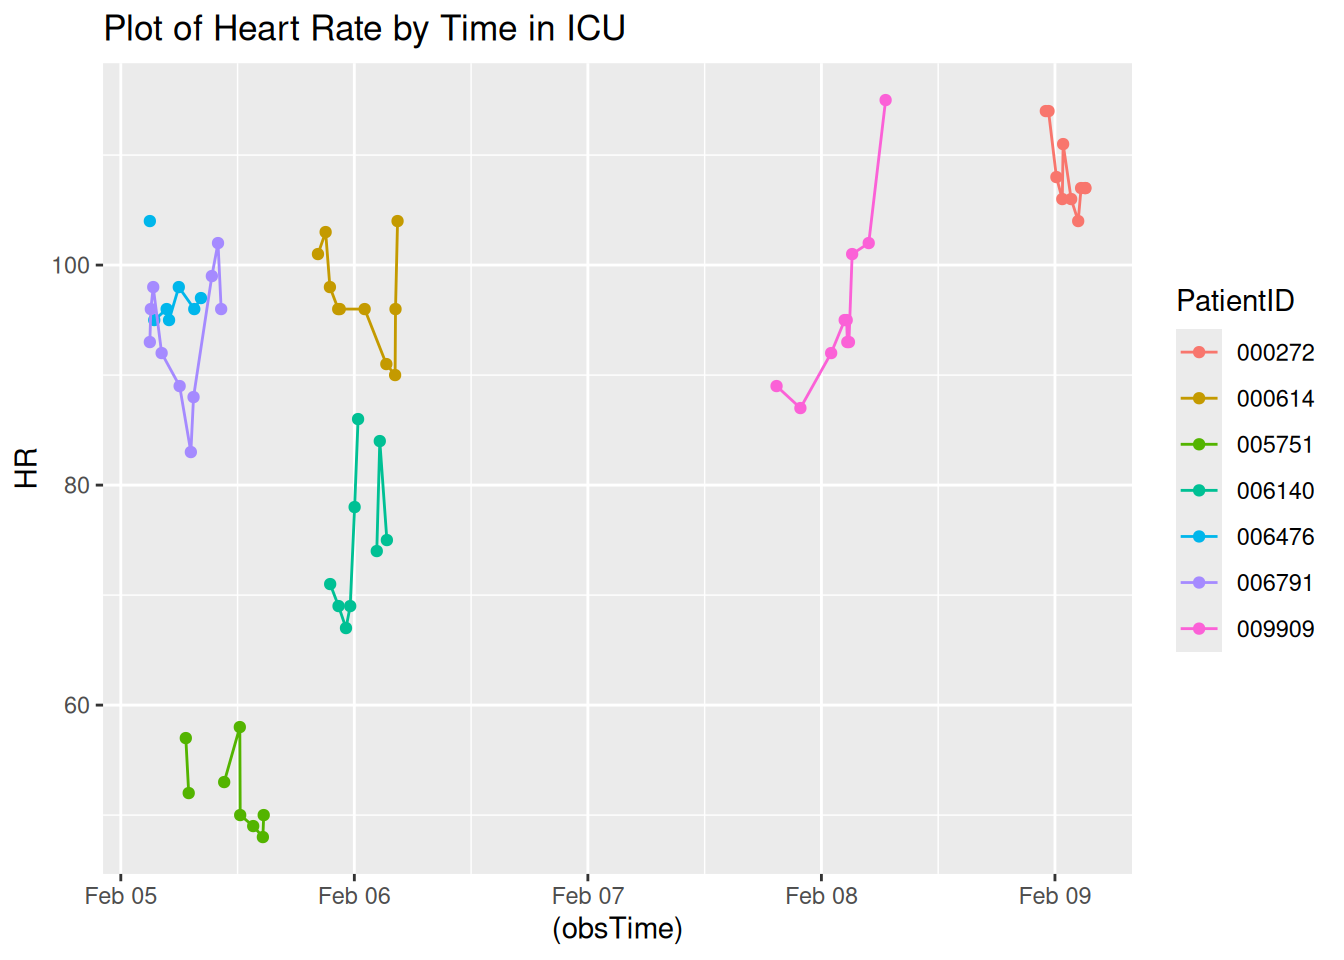 Plot of Heart Rate by Time in ICU
HR
100
80
60
Feb 05 Feb 06 Feb 07 Feb 08 Feb 09
(obsTime)
PatientID
000272
000614
005751
006140
006476
006791
009909